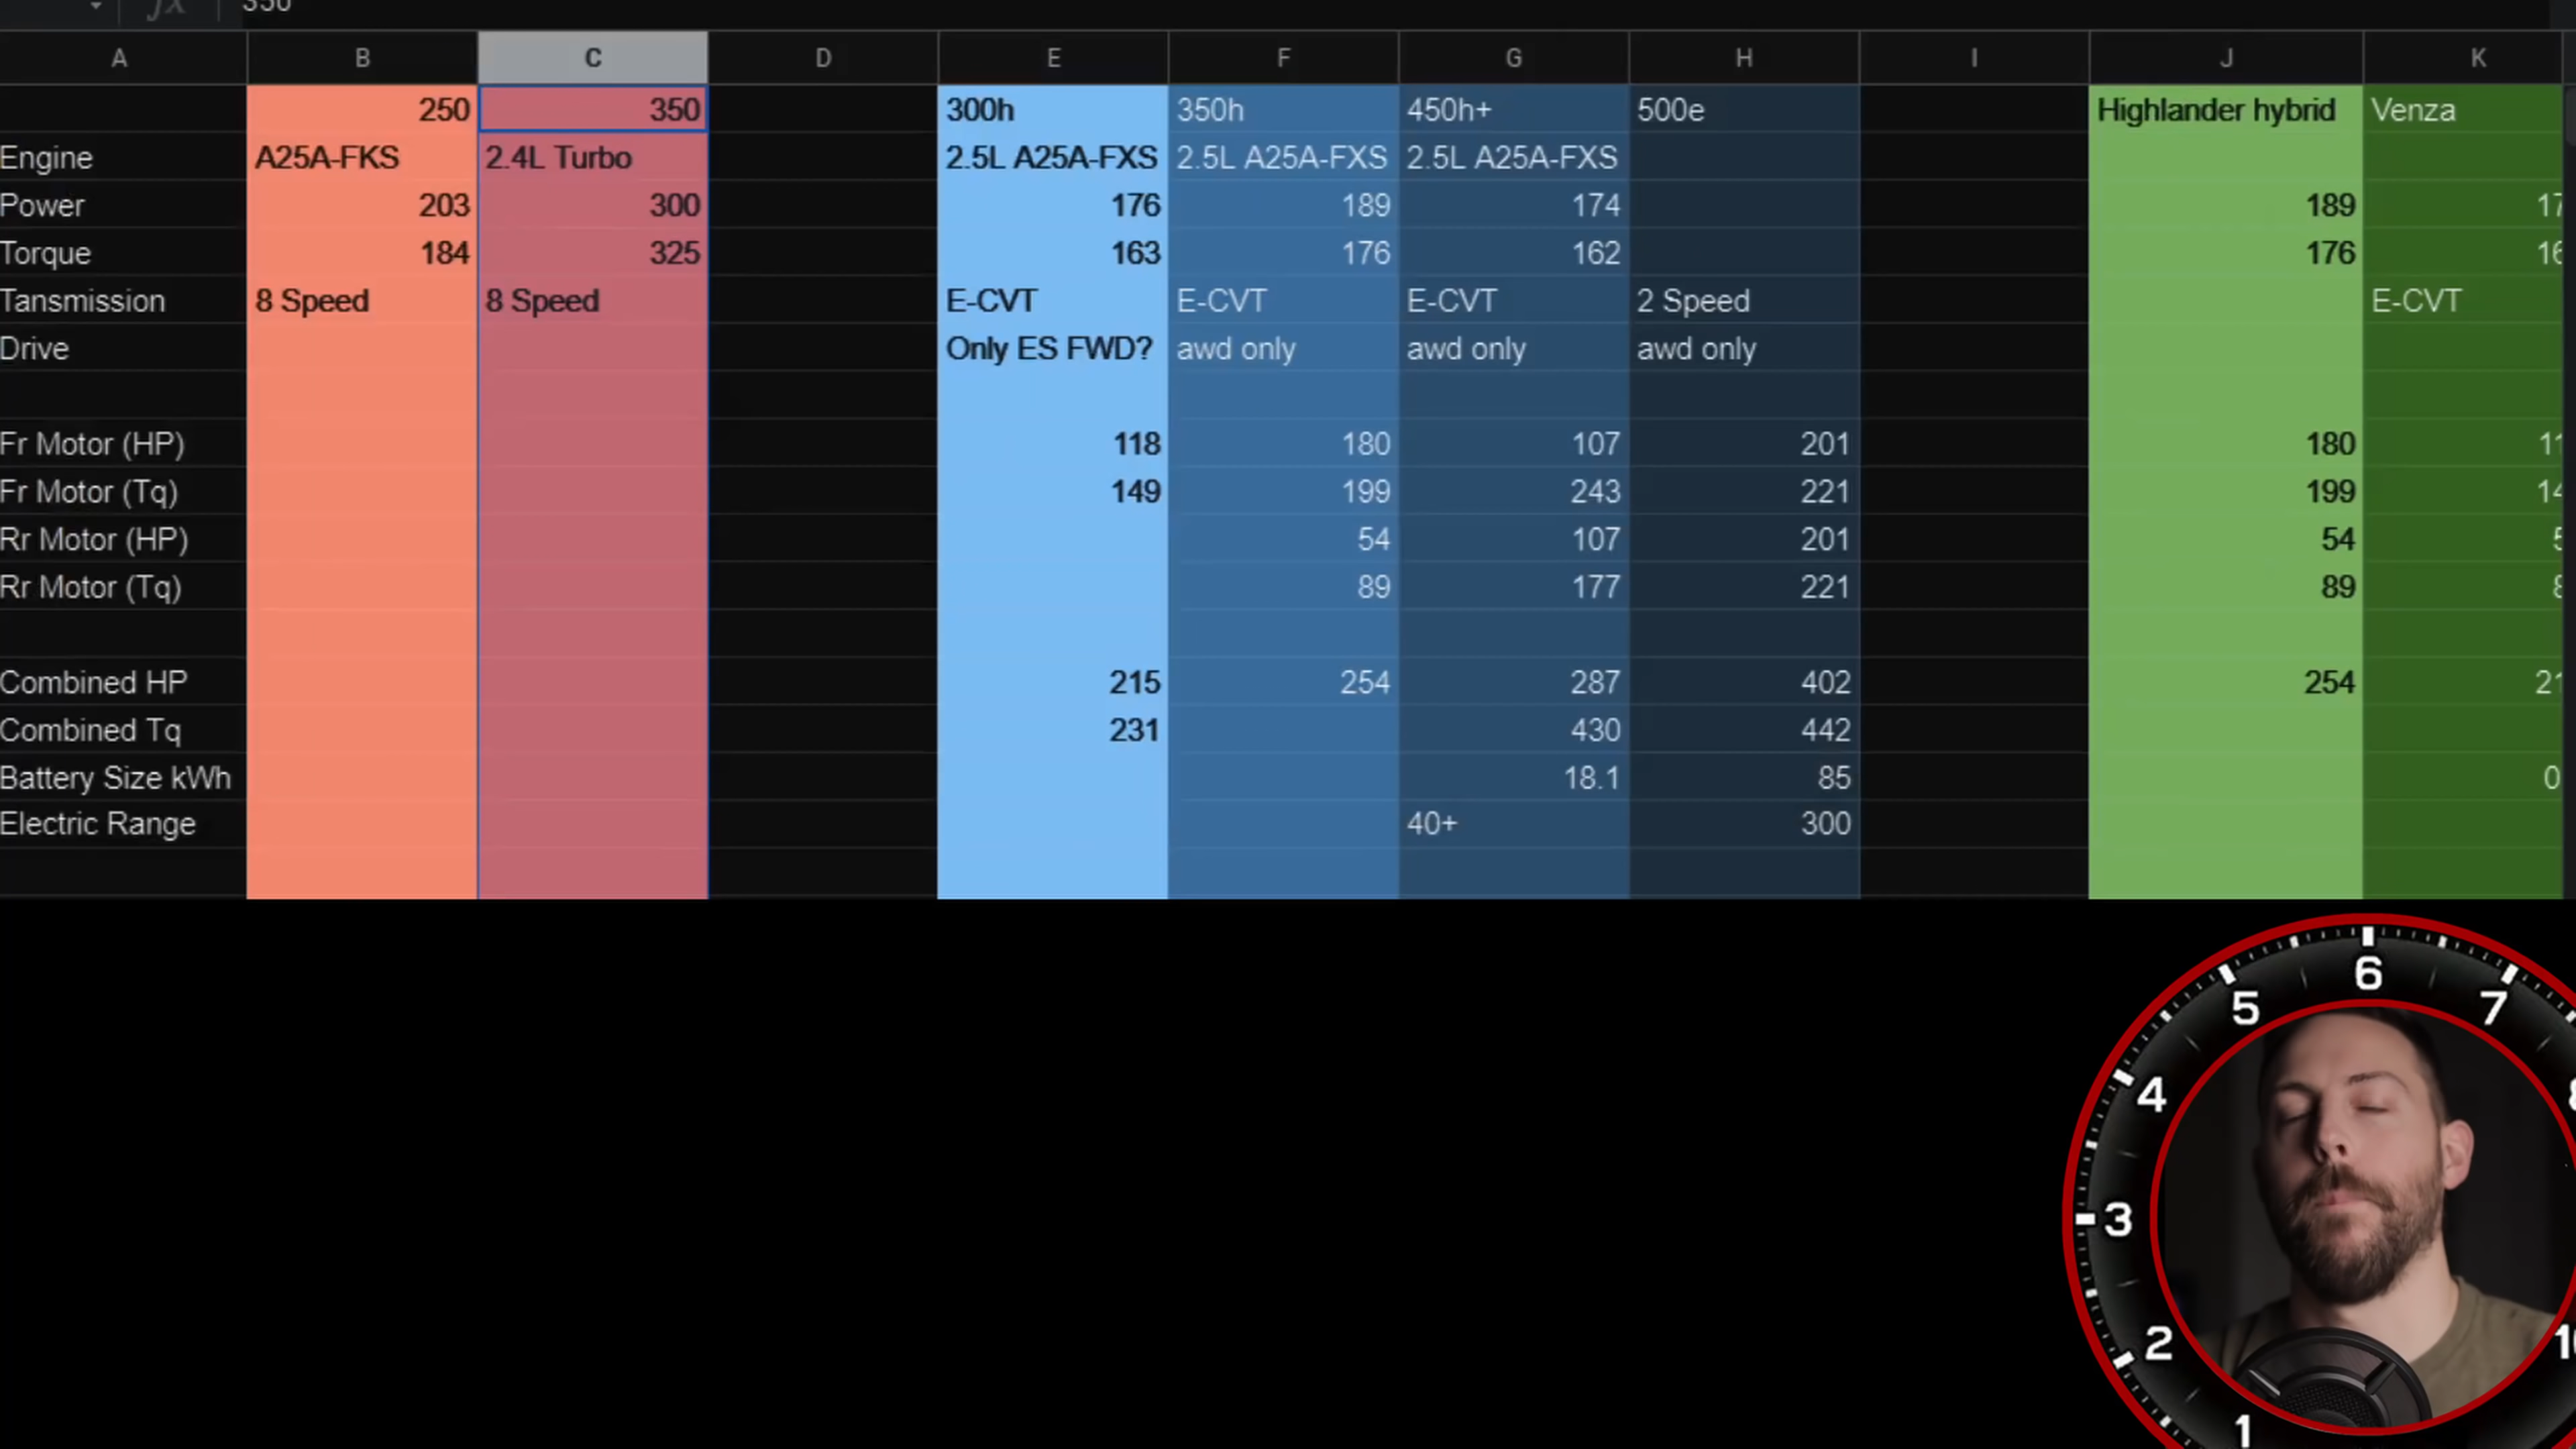 350
A B C D E F G H I J K
250 350 300h 350h 450h+ 500e Highlander hybrid Venza
Engine A25A-FKS 2.4L Turbo 2.5L A25A-FXS 2.5L A25A-FXS 2.5L A25A-FXS
Power 203 300 176 189 174 189
Torque 184 325 163 176 162 176
Tansmission 8 Speed 8 Speed E-CVT E-CVT E-CVT 2 Speed E-CVT
Drive Only ES FWD? awd only awd only awd only
Fr Motor (HP) 118 180 107 201 180
Fr Motor (Tq) 149 199 243 221 199
Rr Motor (HP) 54 107 201 54
Rr Motor (Tq) 89 177 221 89
Combined HP 215 254 287 402 254
Combined Tq 231 430 442
Battery Size kWh 18.1 85 0
Electric Range 40+ 300
6
5 7
4
3
2
1